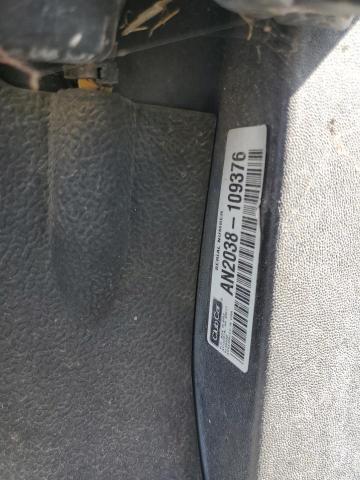 Club Car
SERIAL NUMBER
AN2038-109376